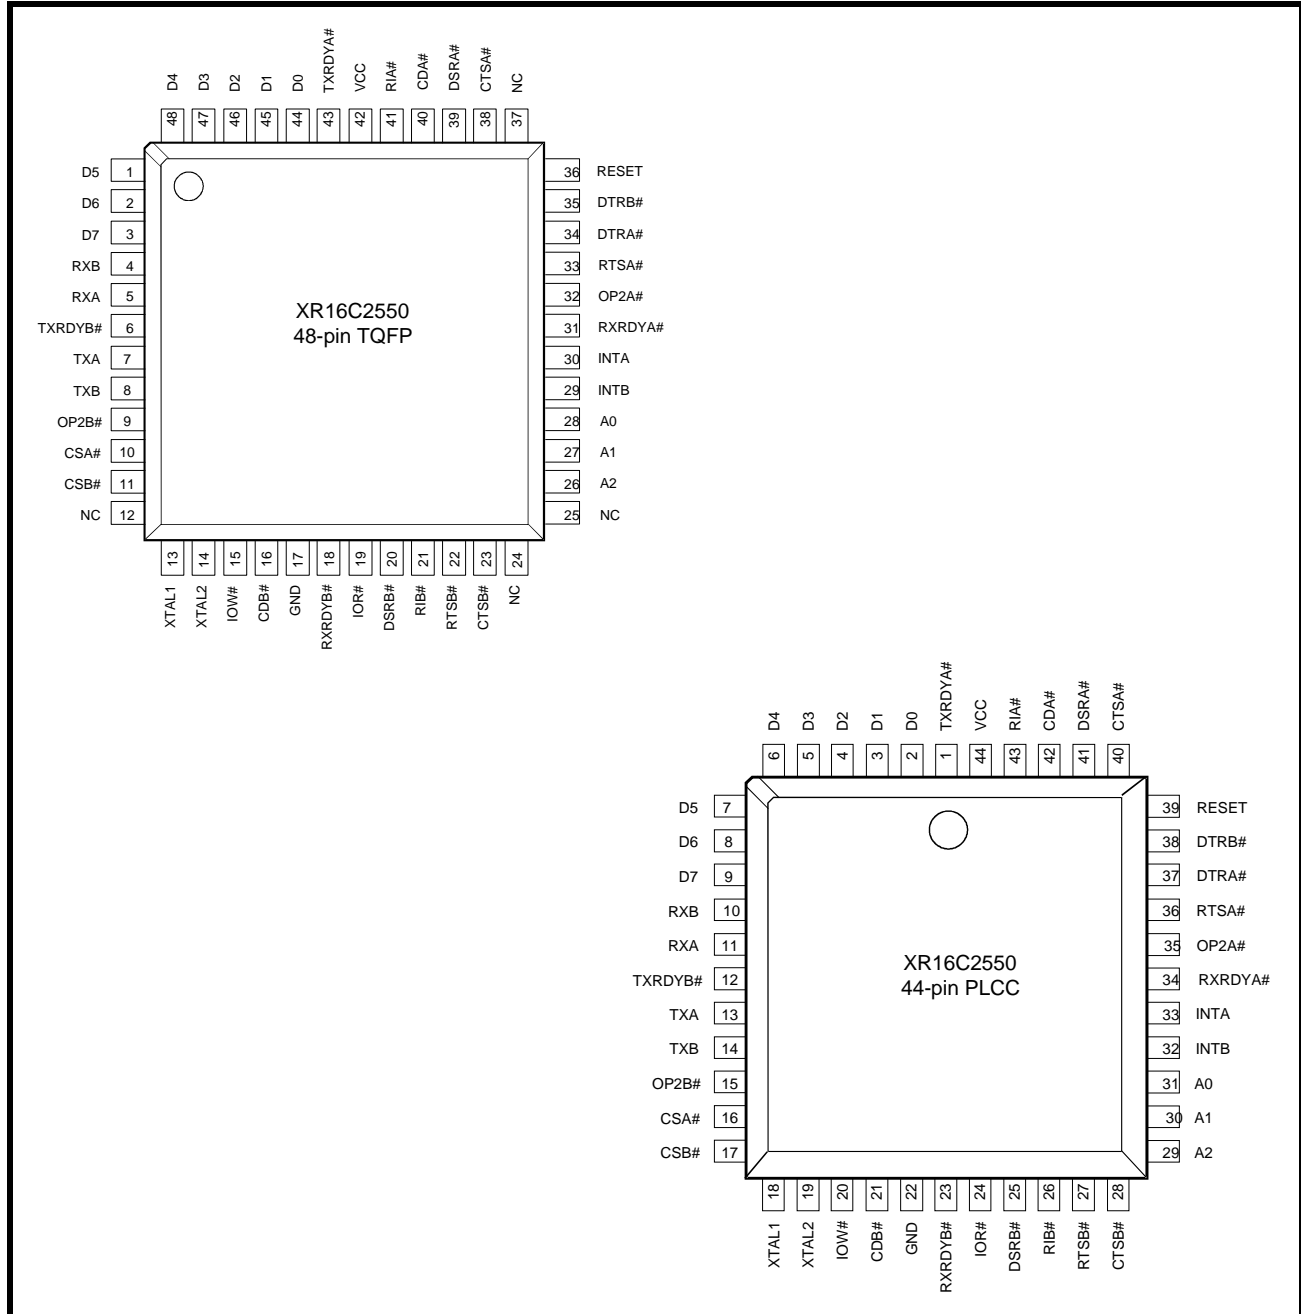 D4
D3
D2
D1
D0
TXRDYA#
VCC
RIA#
CDA#
DSRA#
CTSA#
NC
48
47
46
45
44
43
42
41
40
39
38
37
D5 1
D6 2
D7 3
RXB 4
RXA 5
TXRDYB# 6
TXA 7
TXB 8
OP2B# 9
CSA# 10
CSB# 11
NC 12
XR16C2550
48-pin TQFP
36 RESET
35 DTRB#
34 DTRA#
33 RTSA#
32 OP2A#
31 RXRDYA#
30 INTA
29 INTB
28 A0
27 A1
26 A2
25 NC
13
14
15
16
17
18
19
20
21
22
23
24
XTAL1
XTAL2
IOW#
CDB#
GND
RXRDYB#
IOR#
DSRB#
RIB#
RTSB#
CTSB#
NC
D4
D3
D2
D1
D0
TXRDYA#
VCC
RIA#
CDA#
DSRA#
CTSA#
6
5
4
3
2
1
44
43
42
41
40
D5 7
D6 8
D7 9
RXB 10
RXA 11
TXRDYB# 12
TXA 13
TXB 14
OP2B# 15
CSA# 16
CSB# 17
XR16C2550
44-pin PLCC
39 RESET
38 DTRB#
37 DTRA#
36 RTSA#
35 OP2A#
34 RXRDYA#
33 INTA
32 INTB
31 A0
30 A1
29 A2
18
19
20
21
22
23
24
25
26
27
28
XTAL1
XTAL2
IOW#
CDB#
GND
RXRDYB#
IOR#
DSRB#
RIB#
RTSB#
CTSB#